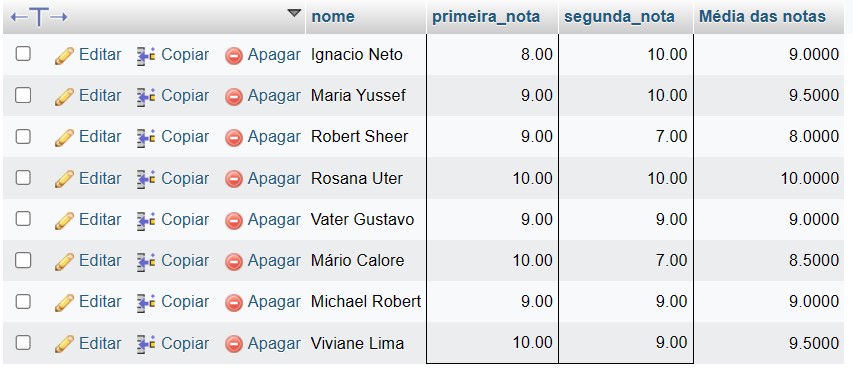 nome primeira_nota segunda_nota Média das notas
Editar Copiar Apagar Ignacio Neto 8.00 10.00 9.0000
Editar Copiar Apagar Maria Yussef 9.00 10.00 9.5000
Editar Copiar Apagar Robert Sheer 9.00 7.00 8.0000
Editar Copiar Apagar Rosana Uter 10.00 10.00 10.0000
Editar Copiar Apagar Vater Gustavo 9.00 9.00 9.0000
Editar Copiar Apagar Mário Calore 10.00 7.00 8.5000
Editar Copiar Apagar Michael Robert 9.00 9.00 9.0000
Editar Copiar Apagar Viviane Lima 10.00 9.00 9.5000